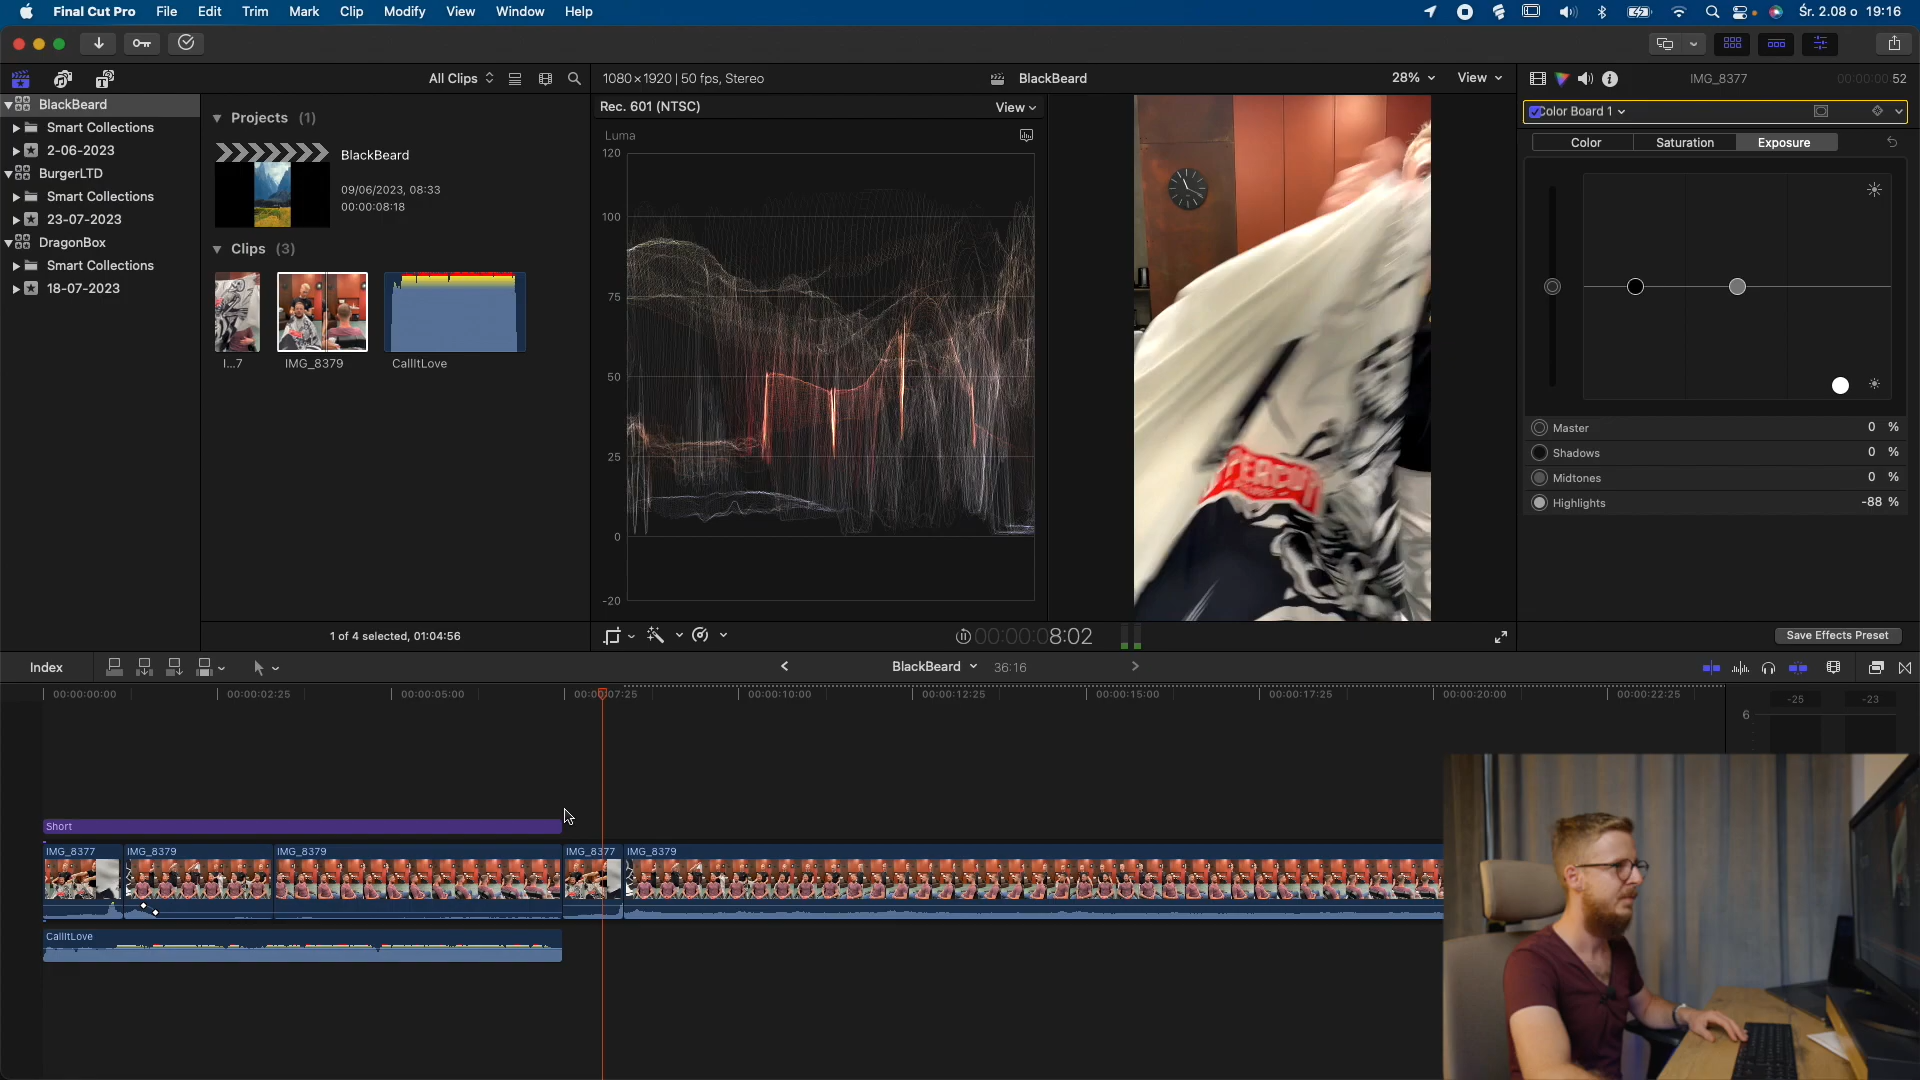 Final Cut Pro File Edit Trim Mark Clip Modify View Window Help Śr. 2.08 o 19:16
All Clips 1080×1920 | 50 fps, Stereo BlackBeard 28% View IMG_8377 00:00:00:52
BlackBeard
Smart Collections
2-06-2023
BurgerLTD
Smart Collections
23-07-2023
DragonBox
Smart Collections
18-07-2023
Projects (1)
BlackBeard
09/06/2023, 08:33
00:00:08:18
Clips (3)
I...7 IMG_8379 CallItLove
1 of 4 selected, 01:04:56
Rec. 601 (NTSC) View
Luma
120
100
75
50
25
0
-20
00:00:08:02
Color Board 1
Color Saturation Exposure
Master 0 %
Shadows 0 %
Midtones 0 %
Highlights -88 %
Save Effects Preset
Index BlackBeard 36:16
00:00:00:00 00:00:02:25 00:00:05:00 00:00:07:25 00:00:10:00 00:00:12:25 00:00:15:00 00:00:17:25 00:00:20:00 00:00:22:25
-25 -23
6
Short
IMG_8377 IMG_8379 IMG_8379 IMG_8377 IMG_8379
CallItLove